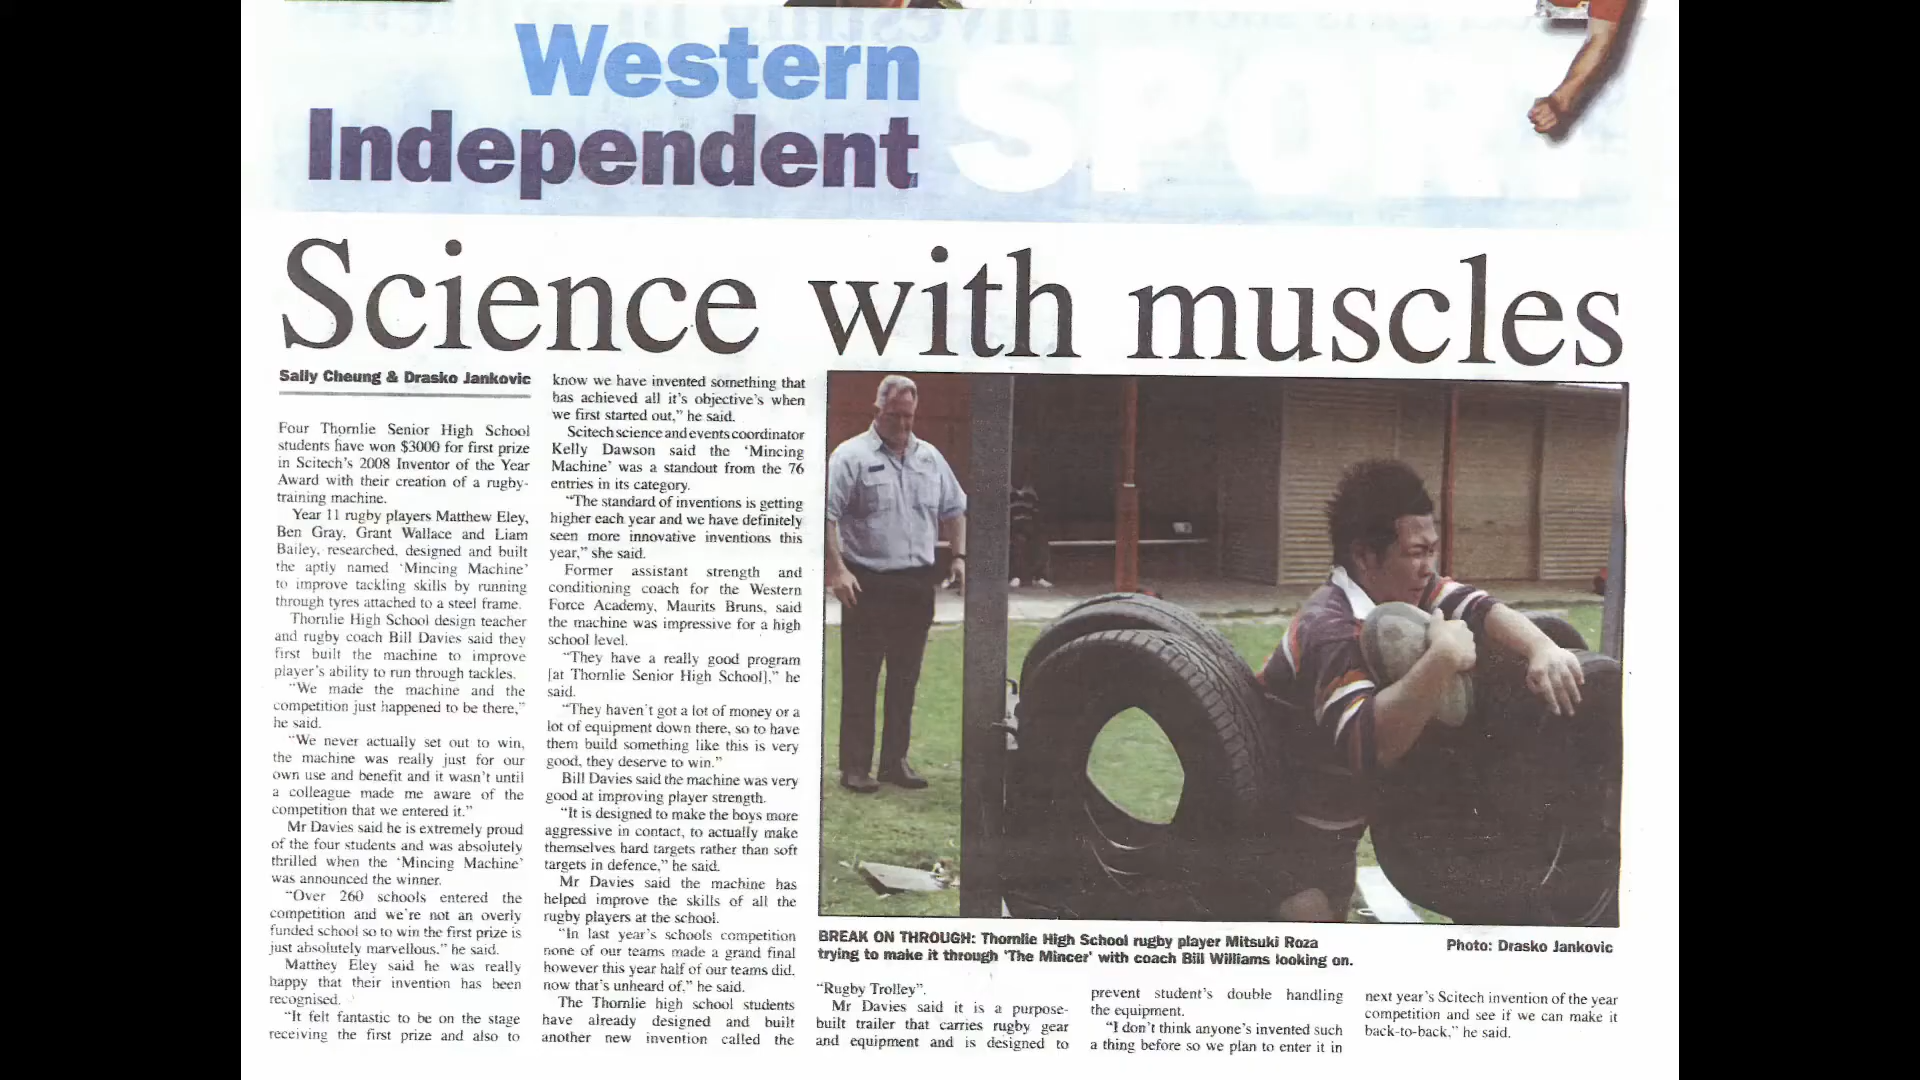 Western
Independent
SPORT
Science with muscles
Sally Cheung & Drasko Jankovic
Four Thornlie Senior High School
students have won $3000 for first prize
in Scitech's 2008 Inventor of the Year
Award with their creation of a rugby-
training machine.
Year 11 rugby players Matthew Eley,
Ben Gray, Grant Wallace and Liam
Bailey, researched, designed and built
the aptly named 'Mincing Machine'
to improve tackling skills by running
through tyres attached to a steel frame.
Thornlie High School design teacher
and rugby coach Bill Davies said they
first built the machine to improve
player's ability to run through tackles.
"We made the machine and the
competition just happened to be there,"
he said.
"We never actually set out to win,
the machine was really just for our
own use and benefit and it wasn't until
a colleague made me aware of the
competition that we entered it."
Mr Davies said he is extremely proud
of the four students and was absolutely
thrilled when the 'Mincing Machine'
was announced the winner.
"Over 260 schools entered the
competition and we're not an overly
funded school so to win the first prize is
just absolutely marvellous." he said.
Matthey Eley said he was really
happy that their invention has been
recognised.
"It felt fantastic to be on the stage
receiving the first prize and also to
know we have invented something that
has achieved all it's objective's when
we first started out," he said.
Scitech science and events coordinator
Kelly Dawson said the 'Mincing
Machine' was a standout from the 76
entries in its category.
"The standard of inventions is getting
higher each year and we have definitely
seen more innovative inventions this
year," she said.
Former assistant strength and
conditioning coach for the Western
Force Academy, Maurits Bruns, said
the machine was impressive for a high
school level.
"They have a really good program
[at Thornlie Senior High School]," he
said.
"They haven't got a lot of money or a
lot of equipment down there, so to have
them build something like this is very
good, they deserve to win."
Bill Davies said the machine was very
good at improving player strength.
"It is designed to make the boys more
aggressive in contact, to actually make
themselves hard targets rather than soft
targets in defence," he said.
Mr Davies said the machine has
helped improve the skills of all the
rugby players at the school.
"In last year's schools competition
none of our teams made a grand final
however this year half of our teams did,
now that's unheard of," he said.
The Thornlie high school students
have already designed and built
another new invention called the
BREAK ON THROUGH: Thornlie High School rugby player Mitsuki Roza
trying to make it through 'The Mincer' with coach Bill Williams looking on.
Photo: Drasko Jankovic
"Rugby Trolley".
Mr Davies said it is a purpose-
built trailer that carries rugby gear
and equipment and is designed to
prevent student's double handling
the equipment.
"I don't think anyone's invented such
a thing before so we plan to enter it in
next year's Scitech invention of the year
competition and see if we can make it
back-to-back." he said.